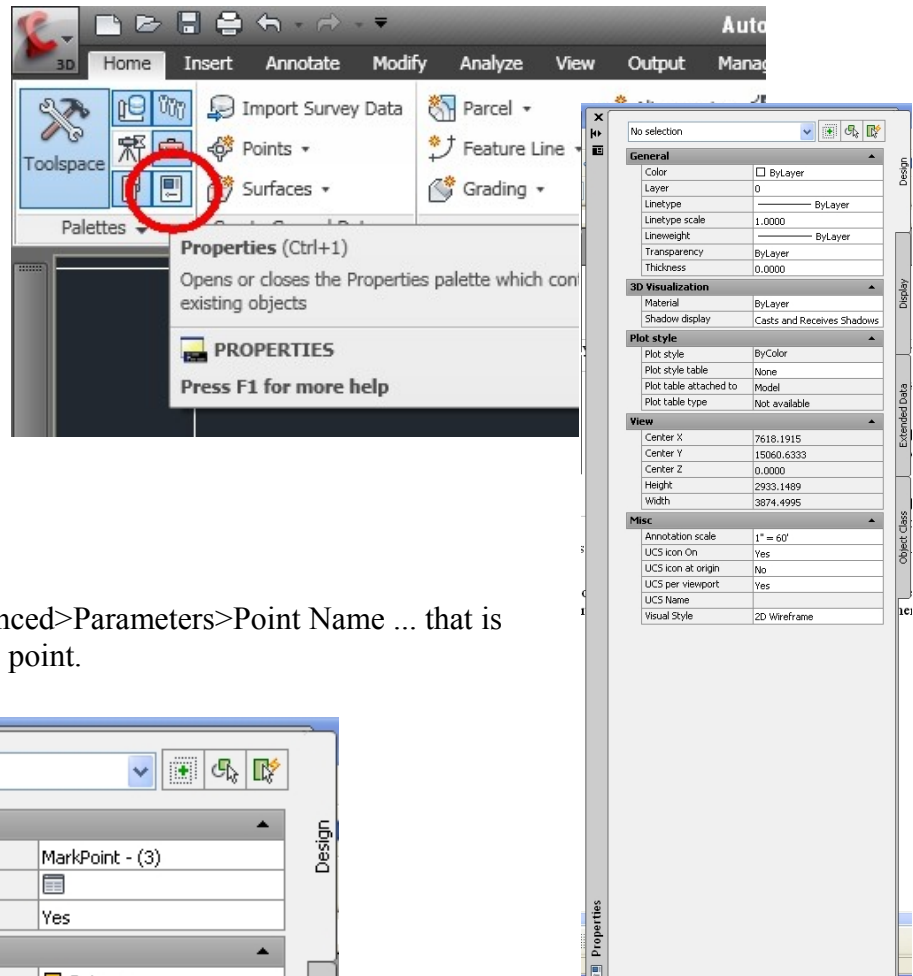 Auto
3D
Home Insert Annotate Modify Analyze View Output Manag
Toolspace
Import Survey Data
Points
Surfaces
Parcel
Feature Line
Grading
Palettes
Properties (Ctrl+1)
Opens or closes the Properties palette which con
existing objects
PROPERTIES
Press F1 for more help
No selection
General
Color ByLayer
Layer 0
Linetype ByLayer
Linetype scale 1.0000
Lineweight ByLayer
Transparency ByLayer
Thickness 0.0000
3D Visualization
Material ByLayer
Shadow display Casts and Receives Shadows
Plot style
Plot style ByColor
Plot style table None
Plot table attached to Model
Plot table type Not available
View
Center X 7618.1915
Center Y 15060.6333
Center Z 0.0000
Height 2933.1489
Width 3874.4995
Misc
Annotation scale 1" = 60'
UCS icon On Yes
UCS icon at origin No
UCS per viewport Yes
UCS Name
Visual Style 2D Wireframe
Design
Display
Extended Data
Object Class
Properties
nced>Parameters>Point Name ... that is
point.
MarkPoint - (3)
Yes
Design